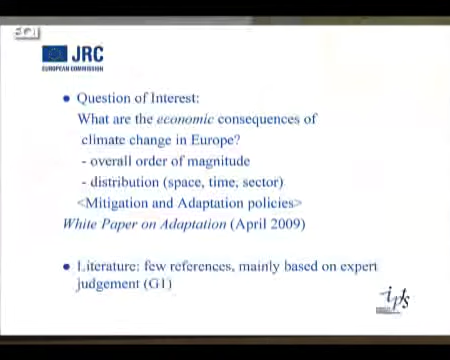 JRC
EUROPEAN COMMISSION
• Question of Interest:
What are the economic consequences of
climate change in Europe?
- overall order of magnitude
- distribution (space, time, sector)
<Mitigation and Adaptation policies>
White Paper on Adaptation (April 2009)
• Literature: few references, mainly based on expert
judgement (G1)
ipts